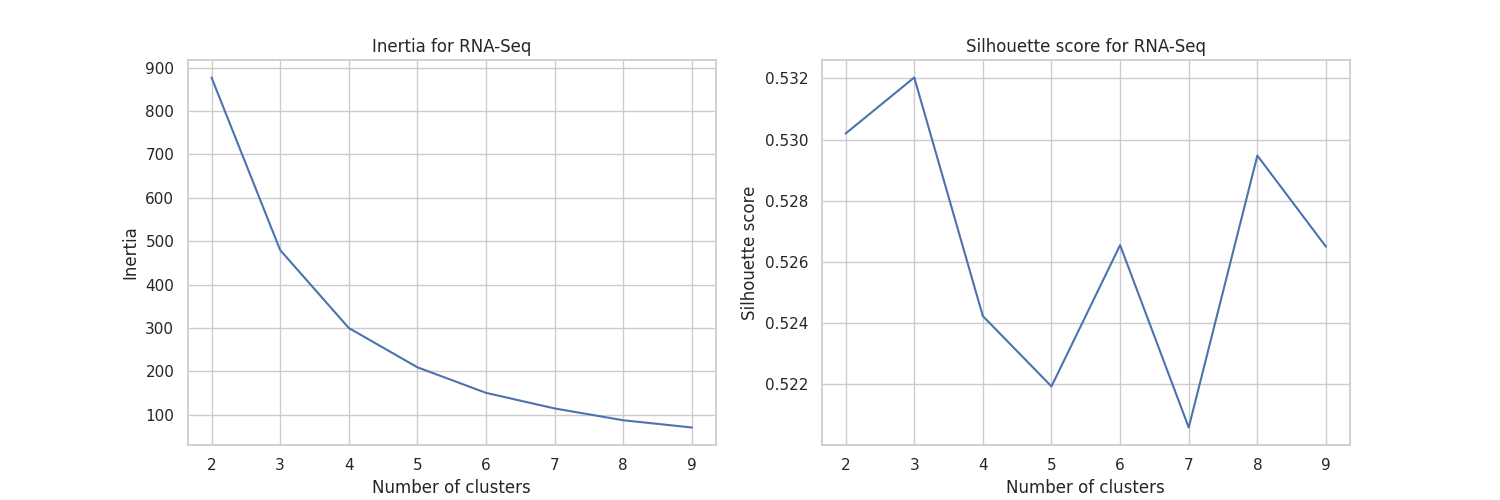 Inertia for RNA-Seq
900
800
700
600
500
400
300
200
100
Inertia
2 3 4 5 6 7 8 9
Number of clusters
Silhouette score for RNA-Seq
0.532
0.530
0.528
0.526
0.524
0.522
Silhouette score
2 3 4 5 6 7 8 9
Number of clusters